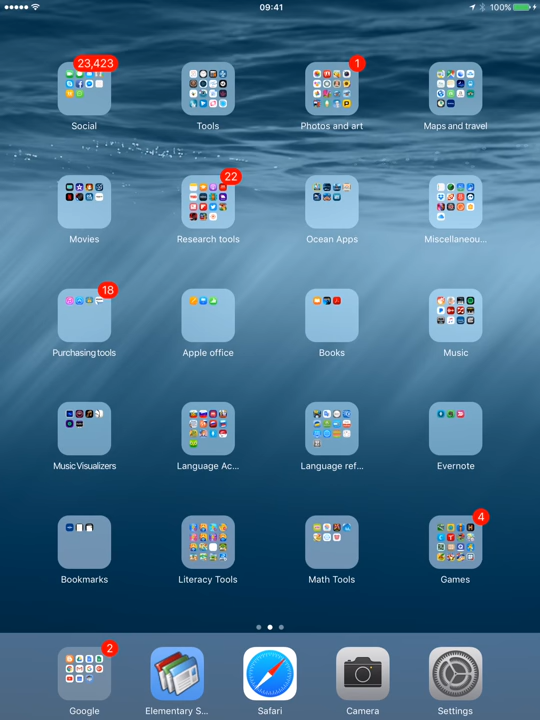 09:41
100%
23,423
1
Social
Tools
Photos and art
Maps and travel
22
Movies
Research tools
Ocean Apps
Miscellaneou...
18
Purchasing tools
Apple office
Books
Music
Music Visualizers
Language Ac...
Language ref...
Evernote
4
Bookmarks
Literacy Tools
Math Tools
Games
2
Google
Elementary S...
Safari
Camera
Settings